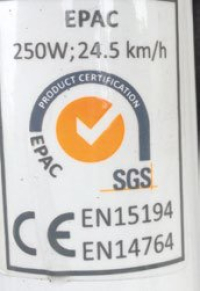 EPAC
250W;24.5 km/h
PRODUCT CERTIFICATION
EPAC
SGS
CE EN15194
EN14764